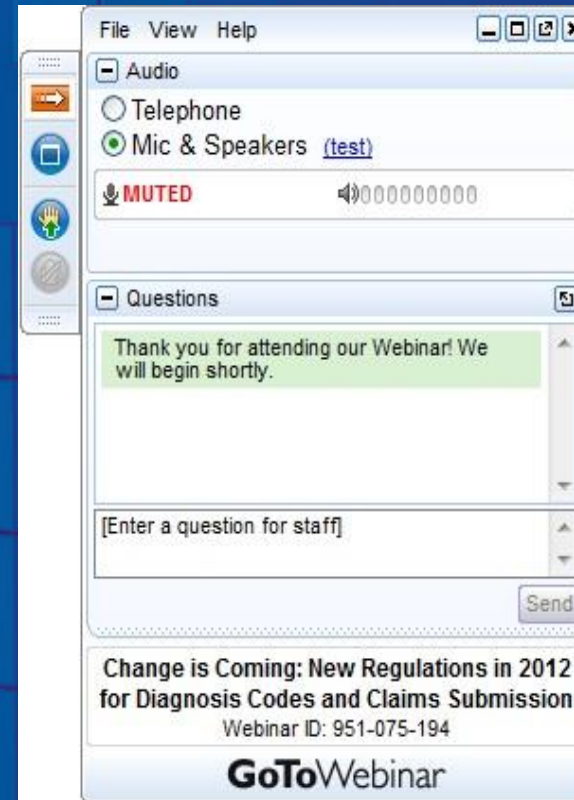 File View Help
Audio
Telephone
Mic & Speakers (test)
MUTED 000000000
Questions
Thank you for attending our Webinar! We
will begin shortly.
[Enter a question for staff]
Send
Change is Coming: New Regulations in 2012
for Diagnosis Codes and Claims Submission
Webinar ID: 951-075-194
GoToWebinar